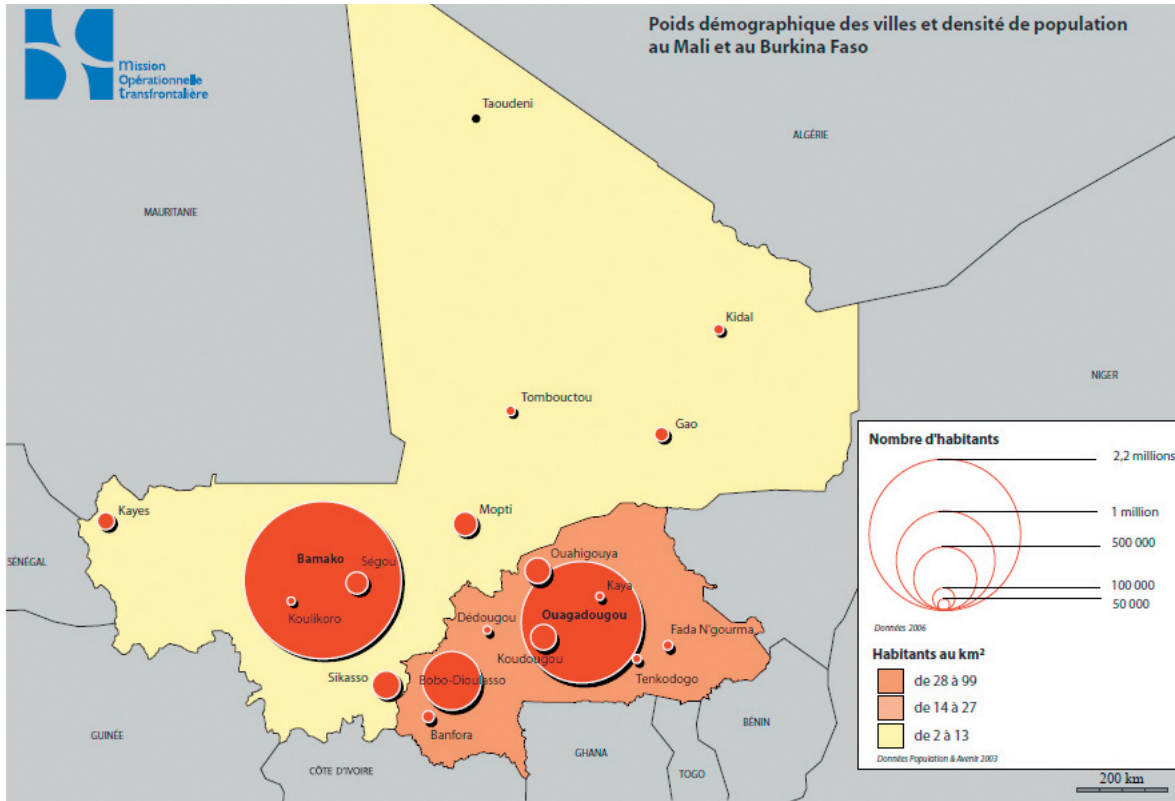 Mission
Opérationnelle
transfrontalière
Poids démographique des villes et densité de population
au Mali et au Burkina Faso
Taoudeni
ALGÉRIE
MAURITANIE
Kidal
NIGER
Tombouctou
Gao
Kayes
Mopti
SÉNÉGAL
Bamako
Ségou
Koulikoro
Ouahigouya
Kaya
Dédougou
Ouagadougou
Fada N'gourma
Koudougou
Tenkodogo
Sikasso
Bobo-Dioulasso
Banfora
GUINÉE
CÔTE D'IVOIRE
GHANA
TOGO
BÉNIN
Nombre d'habitants
2,2 millions
1 million
500 000
100 000
50 000
Données 2006
Habitants au km²
de 28 à 99
de 14 à 27
de 2 à 13
Données Population & Avenir 2003
200 km